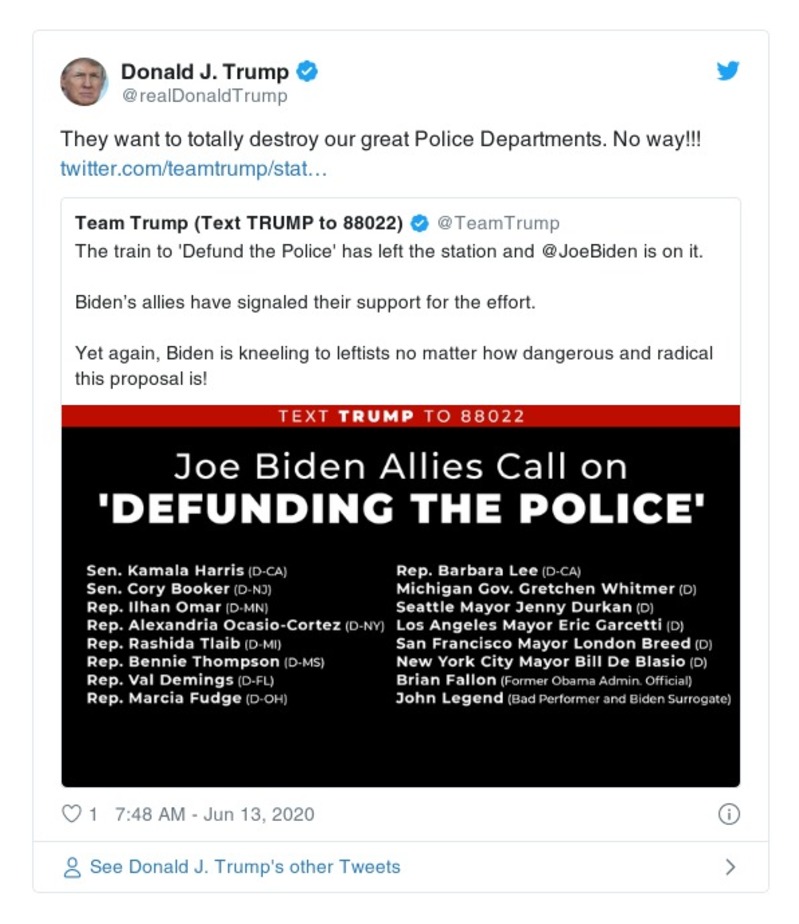 Donald J. Trump
@realDonaldTrump
They want to totally destroy our great Police Departments. No way!!!
twitter.com/teamtrump/stat…
Team Trump (Text TRUMP to 88022) @TeamTrump
The train to 'Defund the Police' has left the station and @JoeBiden is on it.
Biden’s allies have signaled their support for the effort.
Yet again, Biden is kneeling to leftists no matter how dangerous and radical
this proposal is!
TEXT TRUMP TO 88022
Joe Biden Allies Call on
'DEFUNDING THE POLICE'
Sen. Kamala Harris (D-CA)
Sen. Cory Booker (D-NJ)
Rep. Ilhan Omar (D-MN)
Rep. Alexandria Ocasio-Cortez (D-NY)
Rep. Rashida Tlaib (D-MI)
Rep. Bennie Thompson (D-MS)
Rep. Val Demings (D-FL)
Rep. Marcia Fudge (D-OH)
Rep. Barbara Lee (D-CA)
Michigan Gov. Gretchen Whitmer (D)
Seattle Mayor Jenny Durkan (D)
Los Angeles Mayor Eric Garcetti (D)
San Francisco Mayor London Breed (D)
New York City Mayor Bill De Blasio (D)
Brian Fallon (Former Obama Admin. Official)
John Legend (Bad Performer and Biden Surrogate)
1 7:48 AM - Jun 13, 2020
See Donald J. Trump's other Tweets